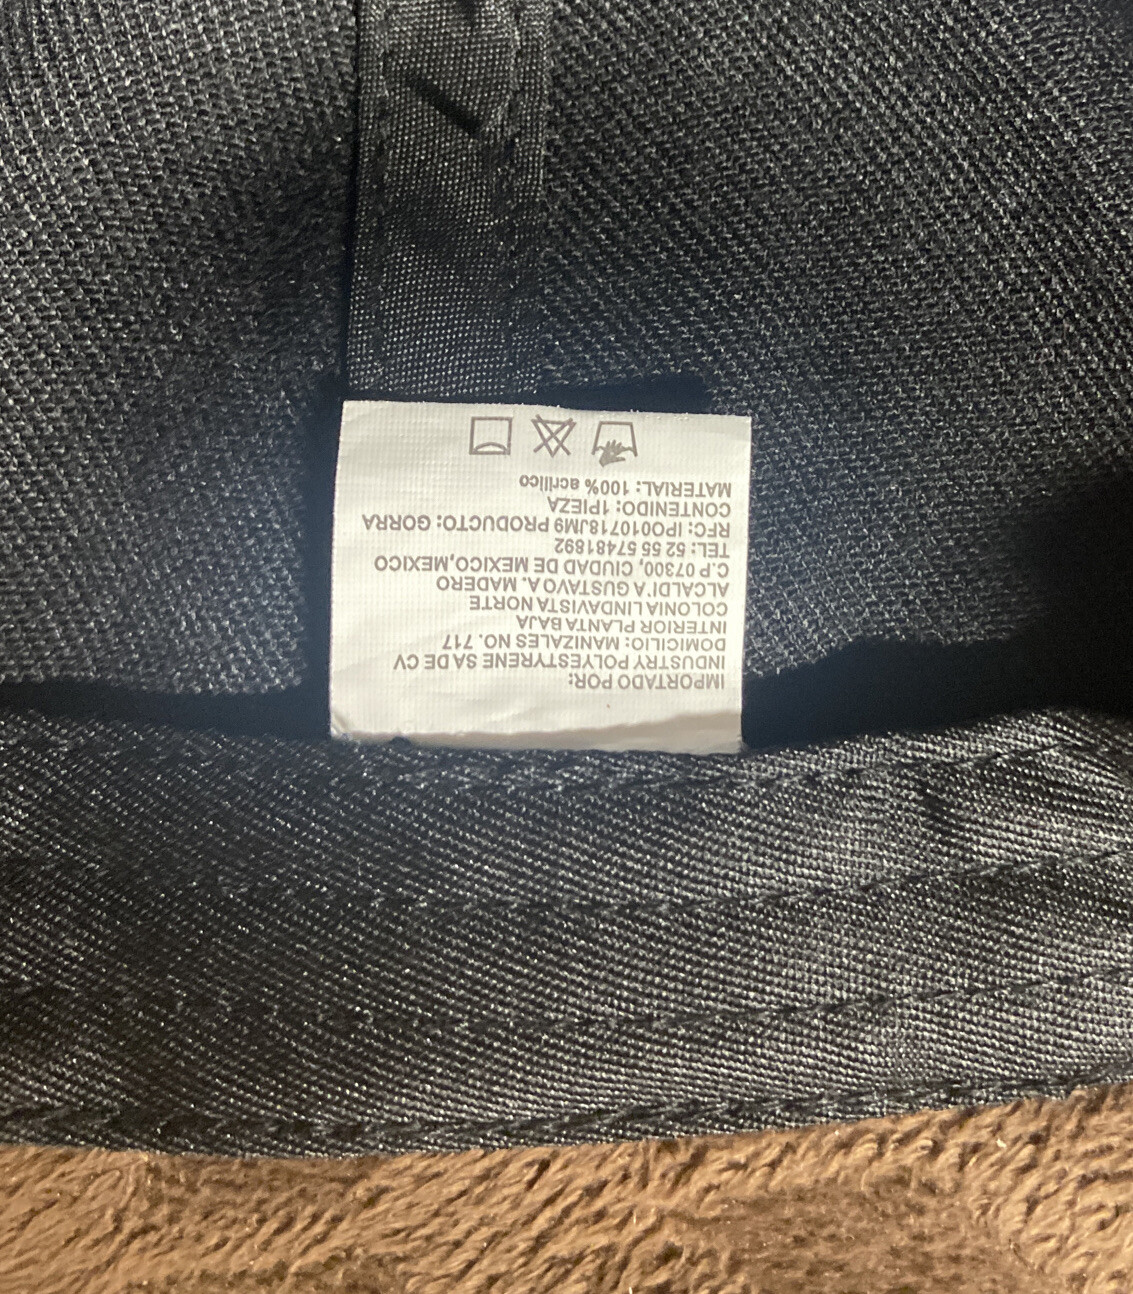 IMPORTADO POR:
INDUSTRY POLYESTYRENE SA DE CV
DOMICILIO: MANIZALES NO. 717
INTERIOR PLANTA BAJA
COLONIA LINDAVISTA NORTE
ALCALDI'A GUSTAVO A. MADERO
C.P 07300, CIUDAD DE MEXICO,MEXICO
TEL: 52 55 57481892
RFC: IPO010718JM9 PRODUCTO: GORRA
CONTENIDO: 1PIEZA
MATERIAL: 100% acrilico